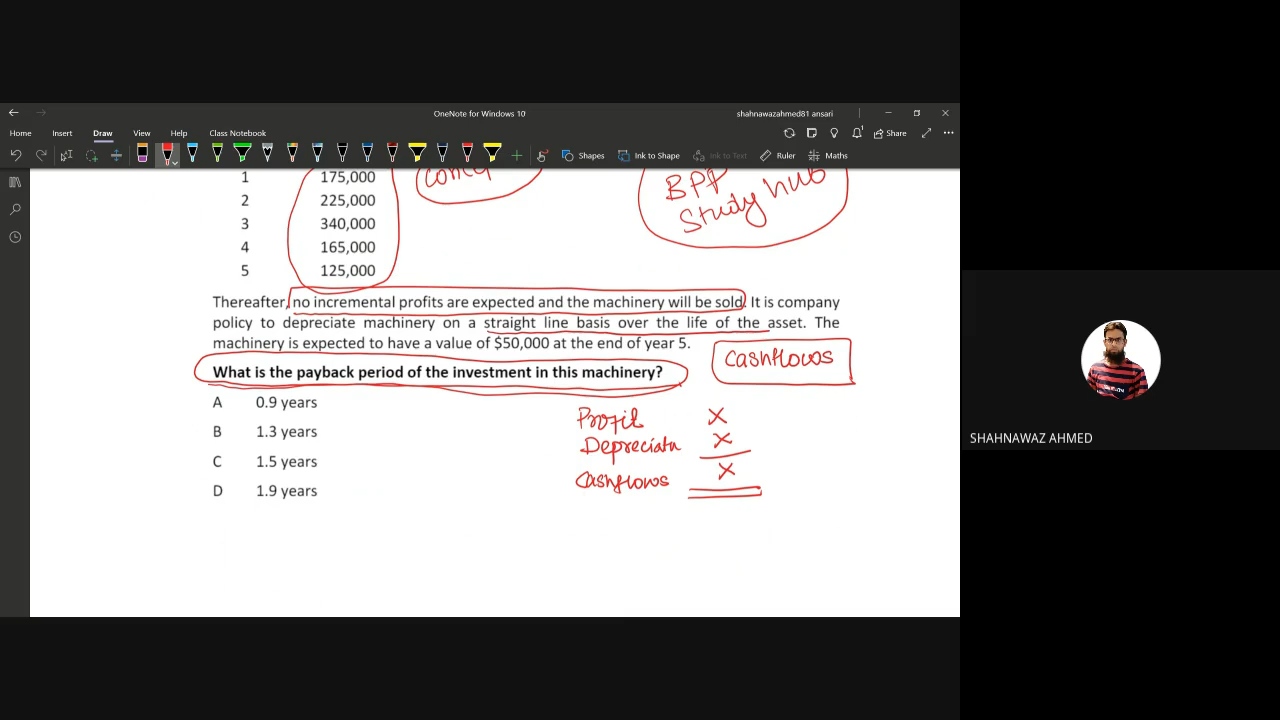 OneNote for Windows 10
shahnawazahmed81 ansari
Home Insert Draw View Help Class Notebook
Share
Shapes Ink to Shape Ink to Text Ruler Maths
1 175,000
2 225,000
3 340,000
4 165,000
5 125,000
BPP
Study hub
Thereafter, no incremental profits are expected and the machinery will be sold. It is company
policy to depreciate machinery on a straight line basis over the life of the asset. The
machinery is expected to have a value of $50,000 at the end of year 5.
Cashflows
What is the payback period of the investment in this machinery?
A 0.9 years
B 1.3 years
C 1.5 years
D 1.9 years
Profit X
Depreciatn X
Cashflows X
SHAHNAWAZ AHMED